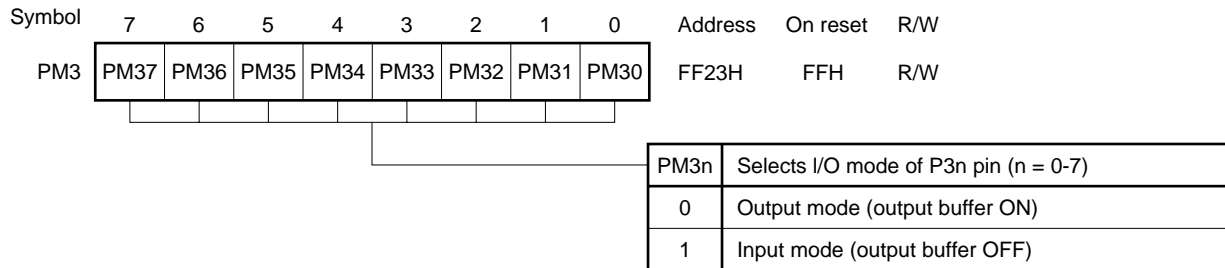 Symbol 7 6 5 4 3 2 1 0 Address On reset R/W
PM3 PM37 PM36 PM35 PM34 PM33 PM32 PM31 PM30 FF23H FFH R/W
PM3n Selects I/O mode of P3n pin (n = 0-7)
0 Output mode (output buffer ON)
1 Input mode (output buffer OFF)